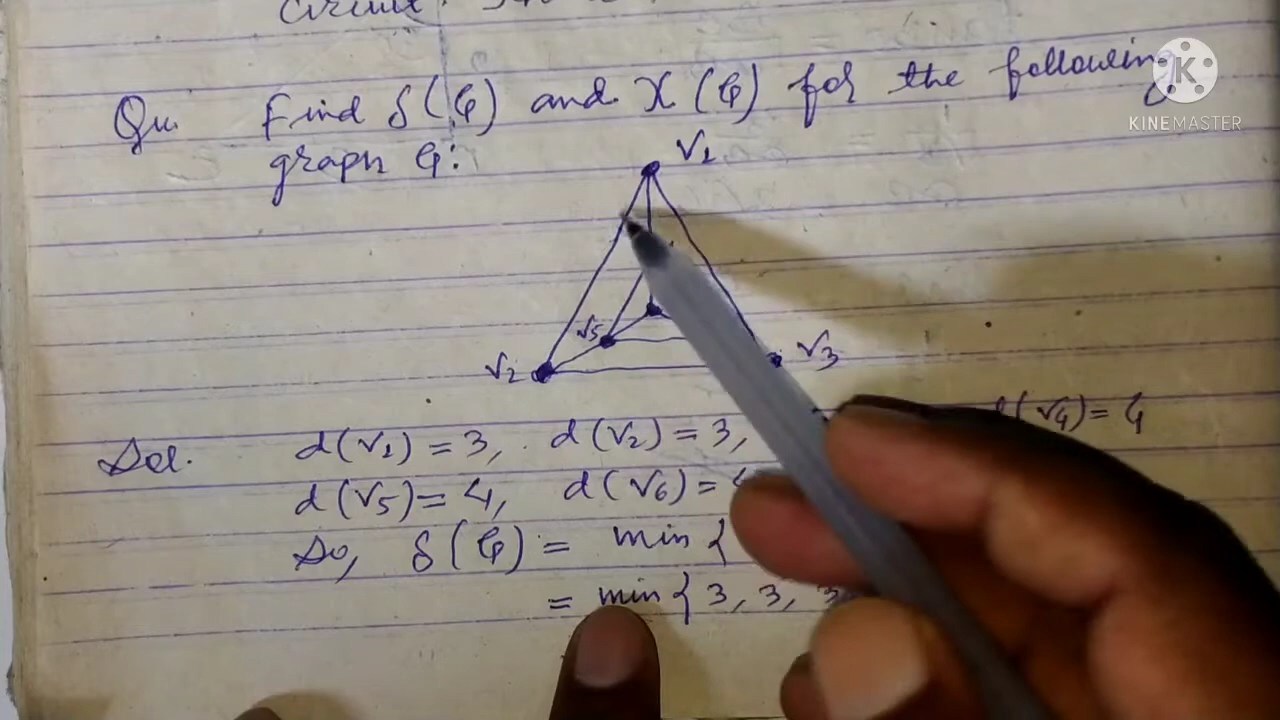 Qu. Find δ(G) and χ(G) for the following
KINEMASTER
graph G:
V1
V5
V2
V3
Sol. d(V1) = 3, d(V2) = 3, d(V4) = 4
d(V5) = 4, d(V6) =
So, δ(G) = min {
= min { 3, 3, 3